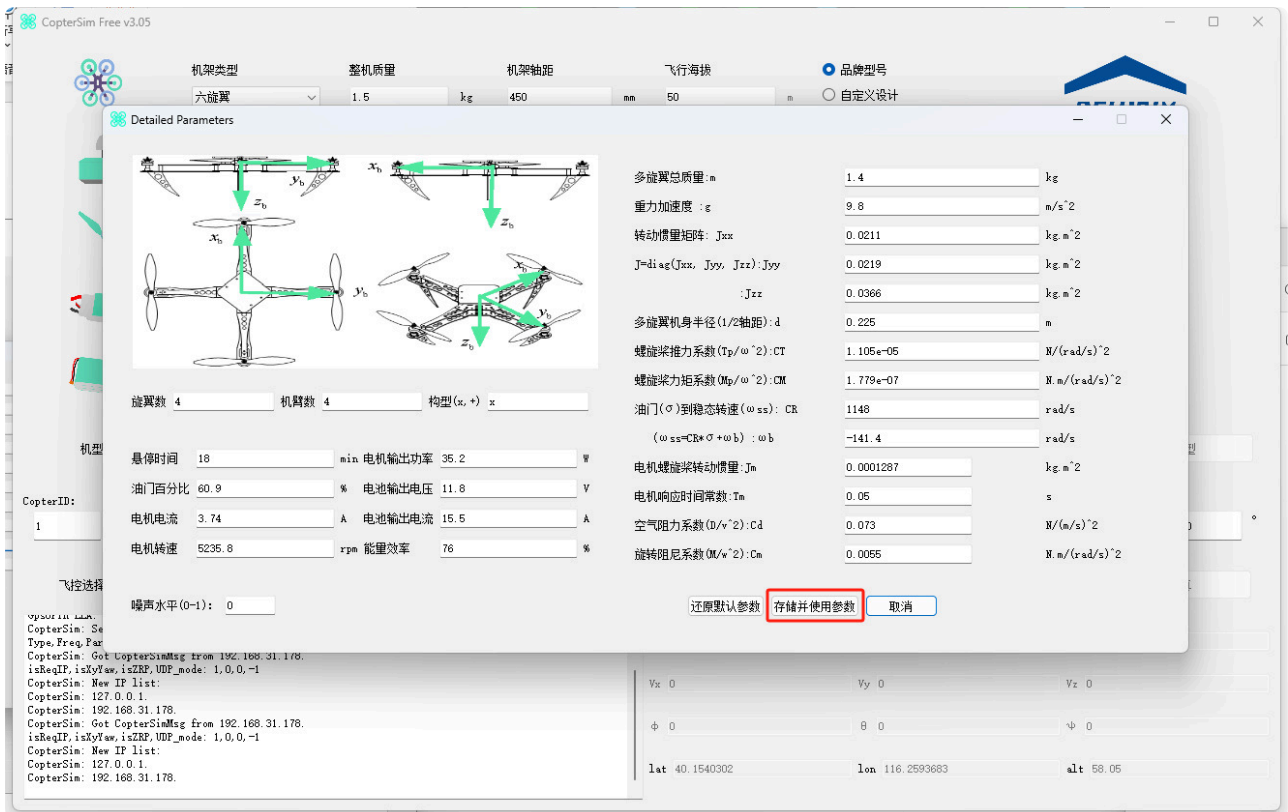 CopterSim Free v3.05
机架类型 整机质量 机架轴距 飞行海拔 品牌型号
六旋翼 1.5 kg 450 mm 50 m 自定义设计
Detailed Parameters
yb xb
zb zb
xb xb
yb yb
zb
多旋翼总质量:m 1.4 kg
重力加速度 :g 9.8 m/s^2
转动惯量矩阵: Jxx 0.0211 kg.m^2
J=diag(Jxx, Jyy, Jzz):Jyy 0.0219 kg.m^2
:Jzz 0.0366 kg.m^2
多旋翼机身半径(1/2轴距):d 0.225 m
螺旋桨推力系数(Tp/ω^2):CT 1.105e-05 N/(rad/s)^2
螺旋桨力矩系数(Mp/ω^2):CM 1.779e-07 N.m/(rad/s)^2
油门(σ)到稳态转速(ωss): CR 1148 rad/s
(ωss=CR*σ+ωb) :ωb -141.4 rad/s
电机螺旋桨转动惯量:Jm 0.0001287 kg.m^2
电机响应时间常数:Tm 0.05 s
空气阻力系数(D/v^2):Cd 0.073 N/(m/s)^2
旋转阻尼系数(M/w^2):Cm 0.0055 N.m/(rad/s)^2
旋翼数 4 机臂数 4 构型(x,+) x
悬停时间 18 min 电机输出功率 35.2 W
油门百分比 60.9 % 电池输出电压 11.8 V
电机电流 3.74 A 电池输出电流 15.5 A
电机转速 5235.8 rpm 能量效率 76 %
噪声水平(0-1): 0
还原默认参数 存储并使用参数 取消
机型 型
CopterID:
1 0 °
飞控选择
CopterSim: Se
Type,Freq,Par
CopterSim: Got CopterSimMsg from 192.168.31.178.
isReqIP,isXyYaw,isZRP,UDP_mode: 1,0,0,-1
CopterSim: New IP list:
CopterSim: 127.0.0.1.
CopterSim: 192.168.31.178.
CopterSim: Got CopterSimMsg from 192.168.31.178.
isReqIP,isXyYaw,isZRP,UDP_mode: 1,0,0,-1
CopterSim: New IP list:
CopterSim: 127.0.0.1.
CopterSim: 192.168.31.178.
Vx 0 Vy 0 Vz 0
ϕ 0 θ 0 ψ 0
lat 40.1540302 lon 116.2593683 alt 58.05